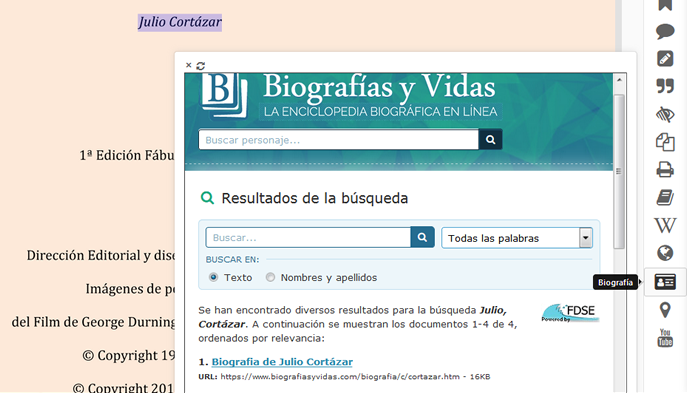 Julio Cortázar
× 
B Biografías y Vidas
LA ENCICLOPEDIA BIOGRÁFICA EN LÍNEA
Buscar personaje...
1ª Edición Fábu
Resultados de la búsqueda
Buscar...
Todas las palabras
BUSCAR EN:
Texto Nombres y apellidos
Dirección Editorial y dise
Imágenes de po
del Film de George Durning
© Copyright 19
© Copyright 201
Se han encontrado diversos resultados para la búsqueda Julio,
Cortázar. A continuación se muestran los documentos 1-4 de 4,
ordenados por relevancia:
Powered by FDSE
1. Biografia de Julio Cortázar
URL: https://www.biografiasyvidas.com/biografia/c/cortazar.htm - 16KB
W
Biografía
You
Tube